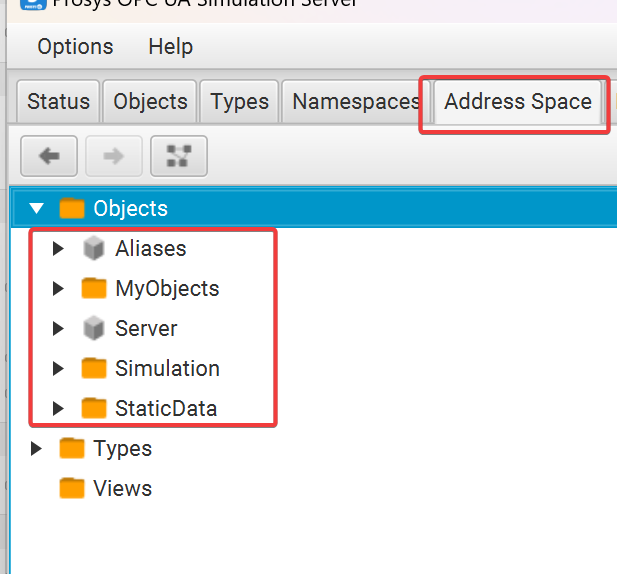 Prosys OPC UA Simulation Server
Options Help
Status Objects Types Namespaces Address Space
Objects
Aliases
MyObjects
Server
Simulation
StaticData
Types
Views